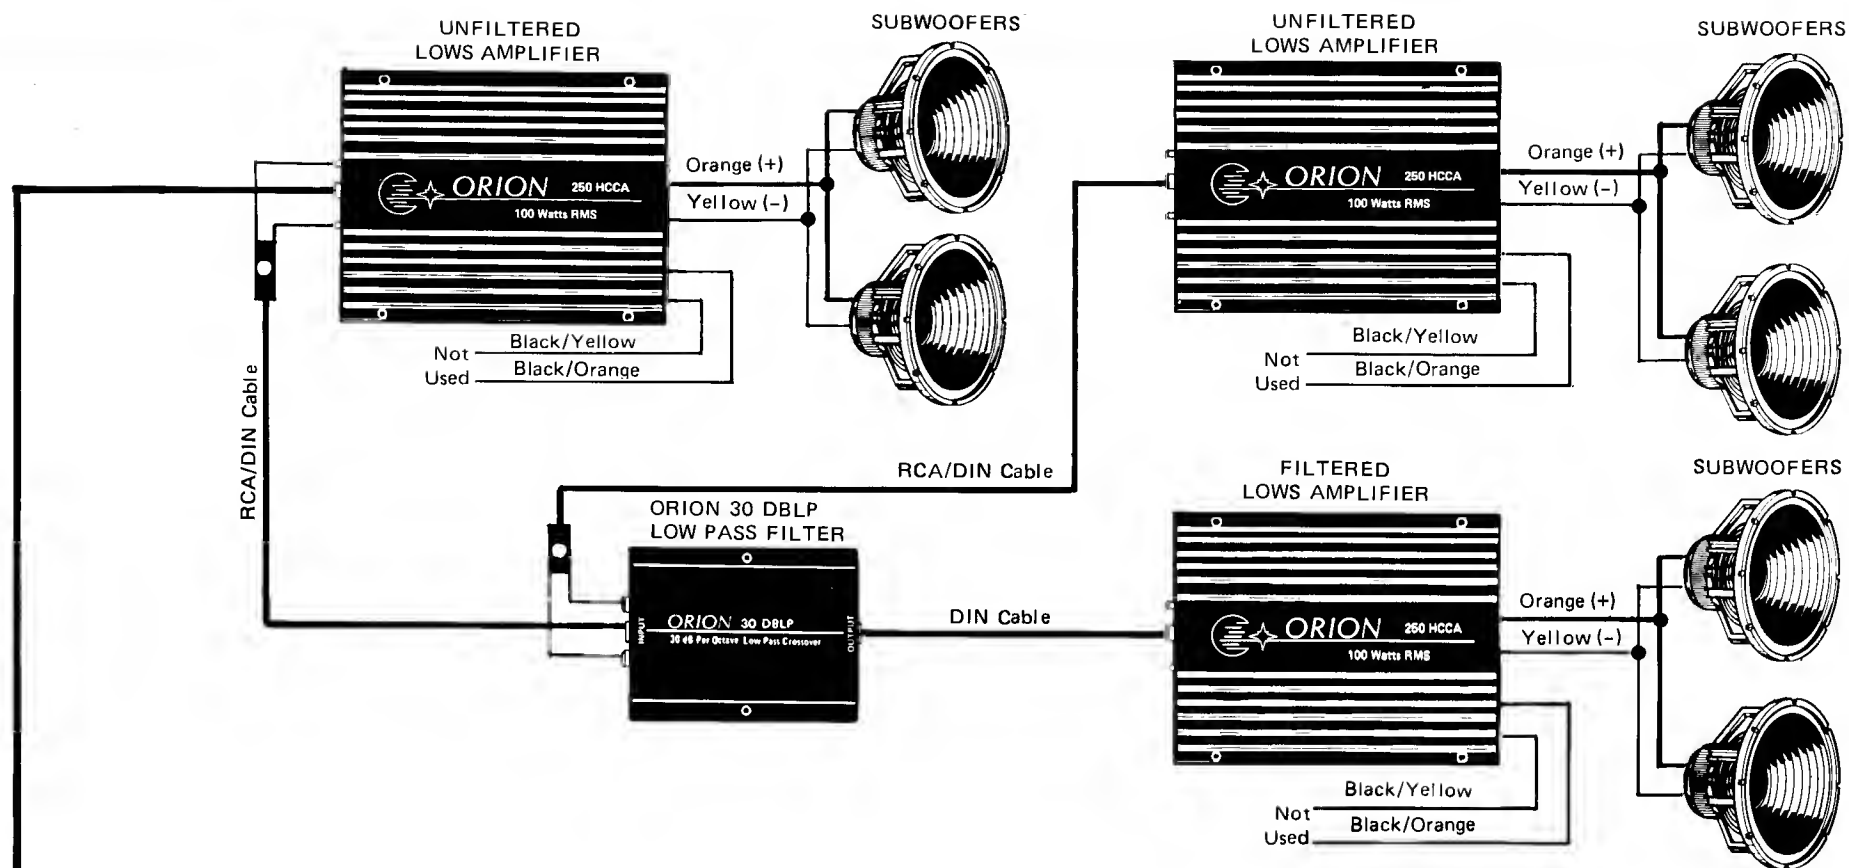 UNFILTERED
LOWS AMPLIFIER
SUBWOOFERS
ORION 250 HCCA
100 Watts RMS
Orange (+)
Yellow (-)
Not
Used
Black/Yellow
Black/Orange
RCA/DIN Cable
UNFILTERED
LOWS AMPLIFIER
SUBWOOFERS
ORION 250 HCCA
100 Watts RMS
Orange (+)
Yellow (-)
Not
Used
Black/Yellow
Black/Orange
RCA/DIN Cable
ORION 30 DBLP
LOW PASS FILTER
INPUT
ORION 30 DBLP
30 dB Per Octave Low Pass Crossover
OUTPUT
DIN Cable
FILTERED
LOWS AMPLIFIER
SUBWOOFERS
ORION 250 HCCA
100 Watts RMS
Orange (+)
Yellow (-)
Not
Used
Black/Yellow
Black/Orange